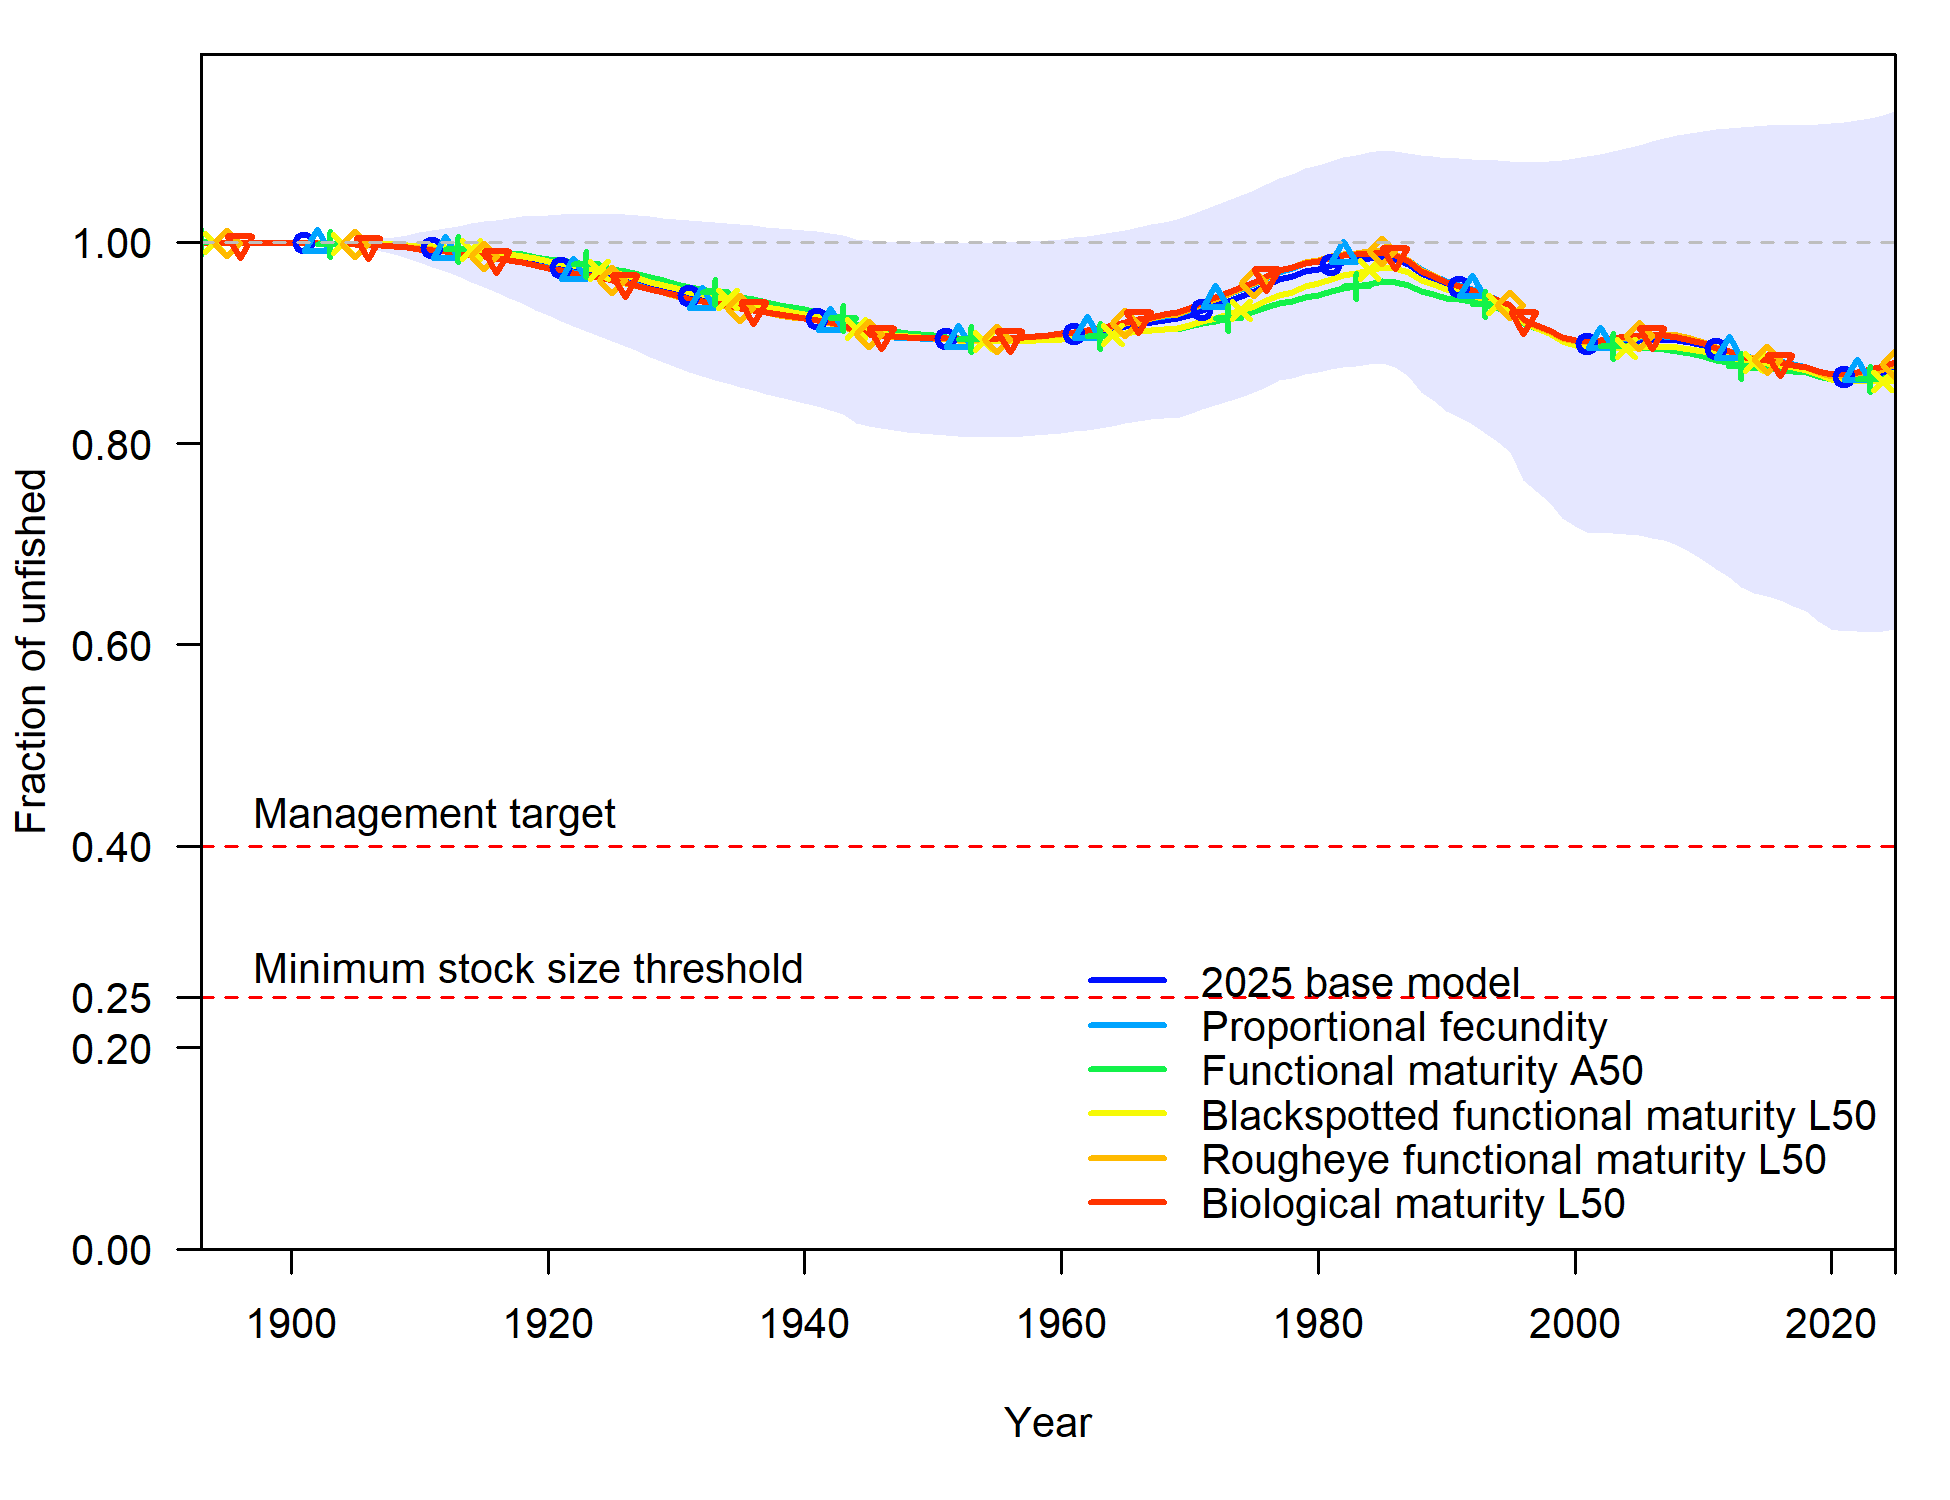 Fraction of unfished
1.00
0.80
0.60
0.40
0.25
0.20
0.00
Management target
Minimum stock size threshold
2025 base model
Proportional fecundity
Functional maturity A50
Blackspotted functional maturity L50
Rougheye functional maturity L50
Biological maturity L50
1900 1920 1940 1960 1980 2000 2020
Year